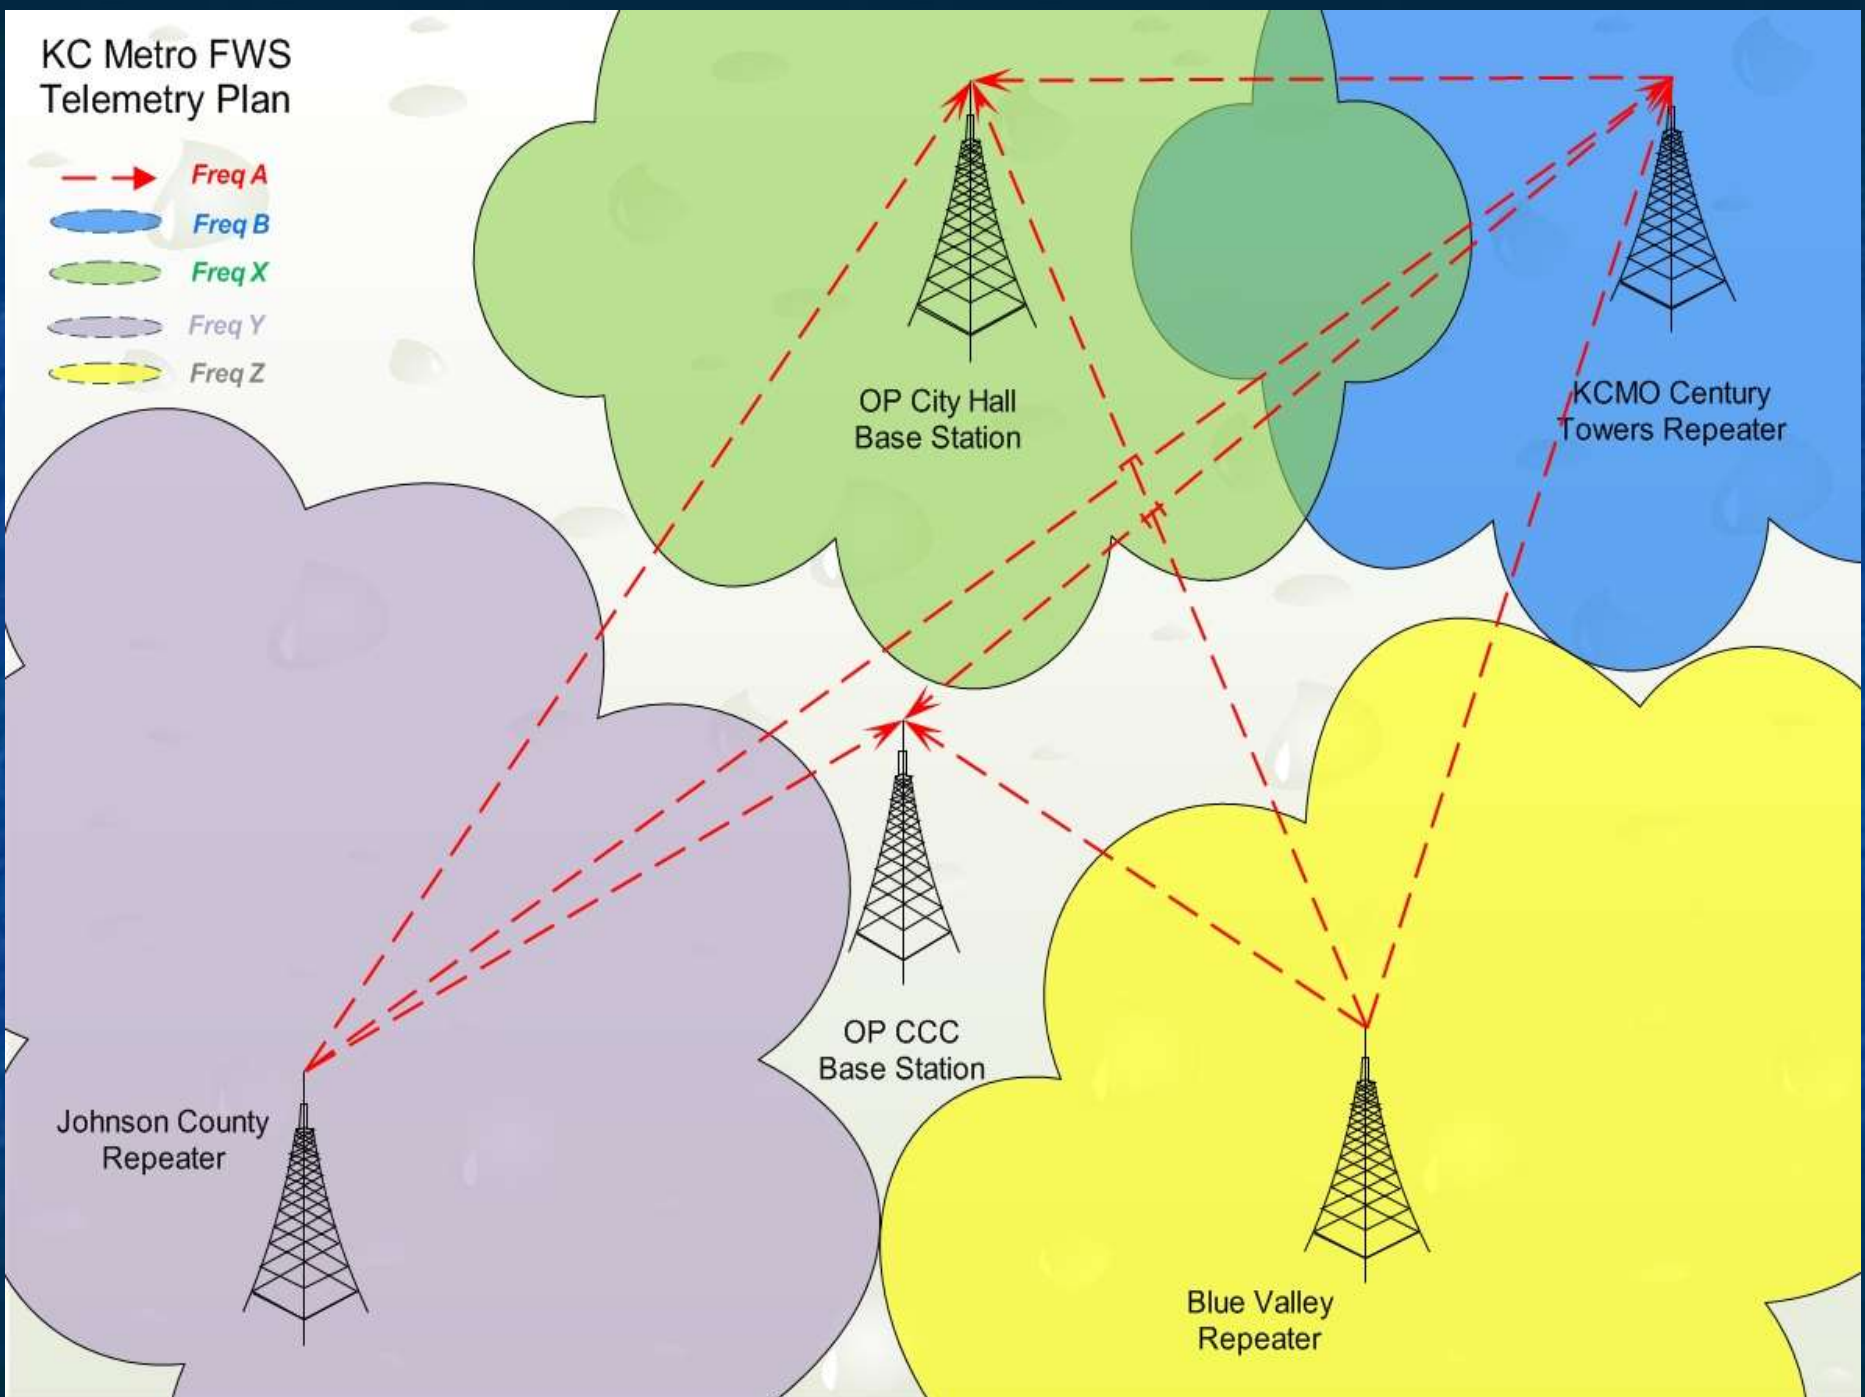 KC Metro FWS
Telemetry Plan
Freq A
Freq B
Freq X
Freq Y
Freq Z
OP City Hall
Base Station
KCMO Century
Towers Repeater
OP CCC
Base Station
Johnson County
Repeater
Blue Valley
Repeater